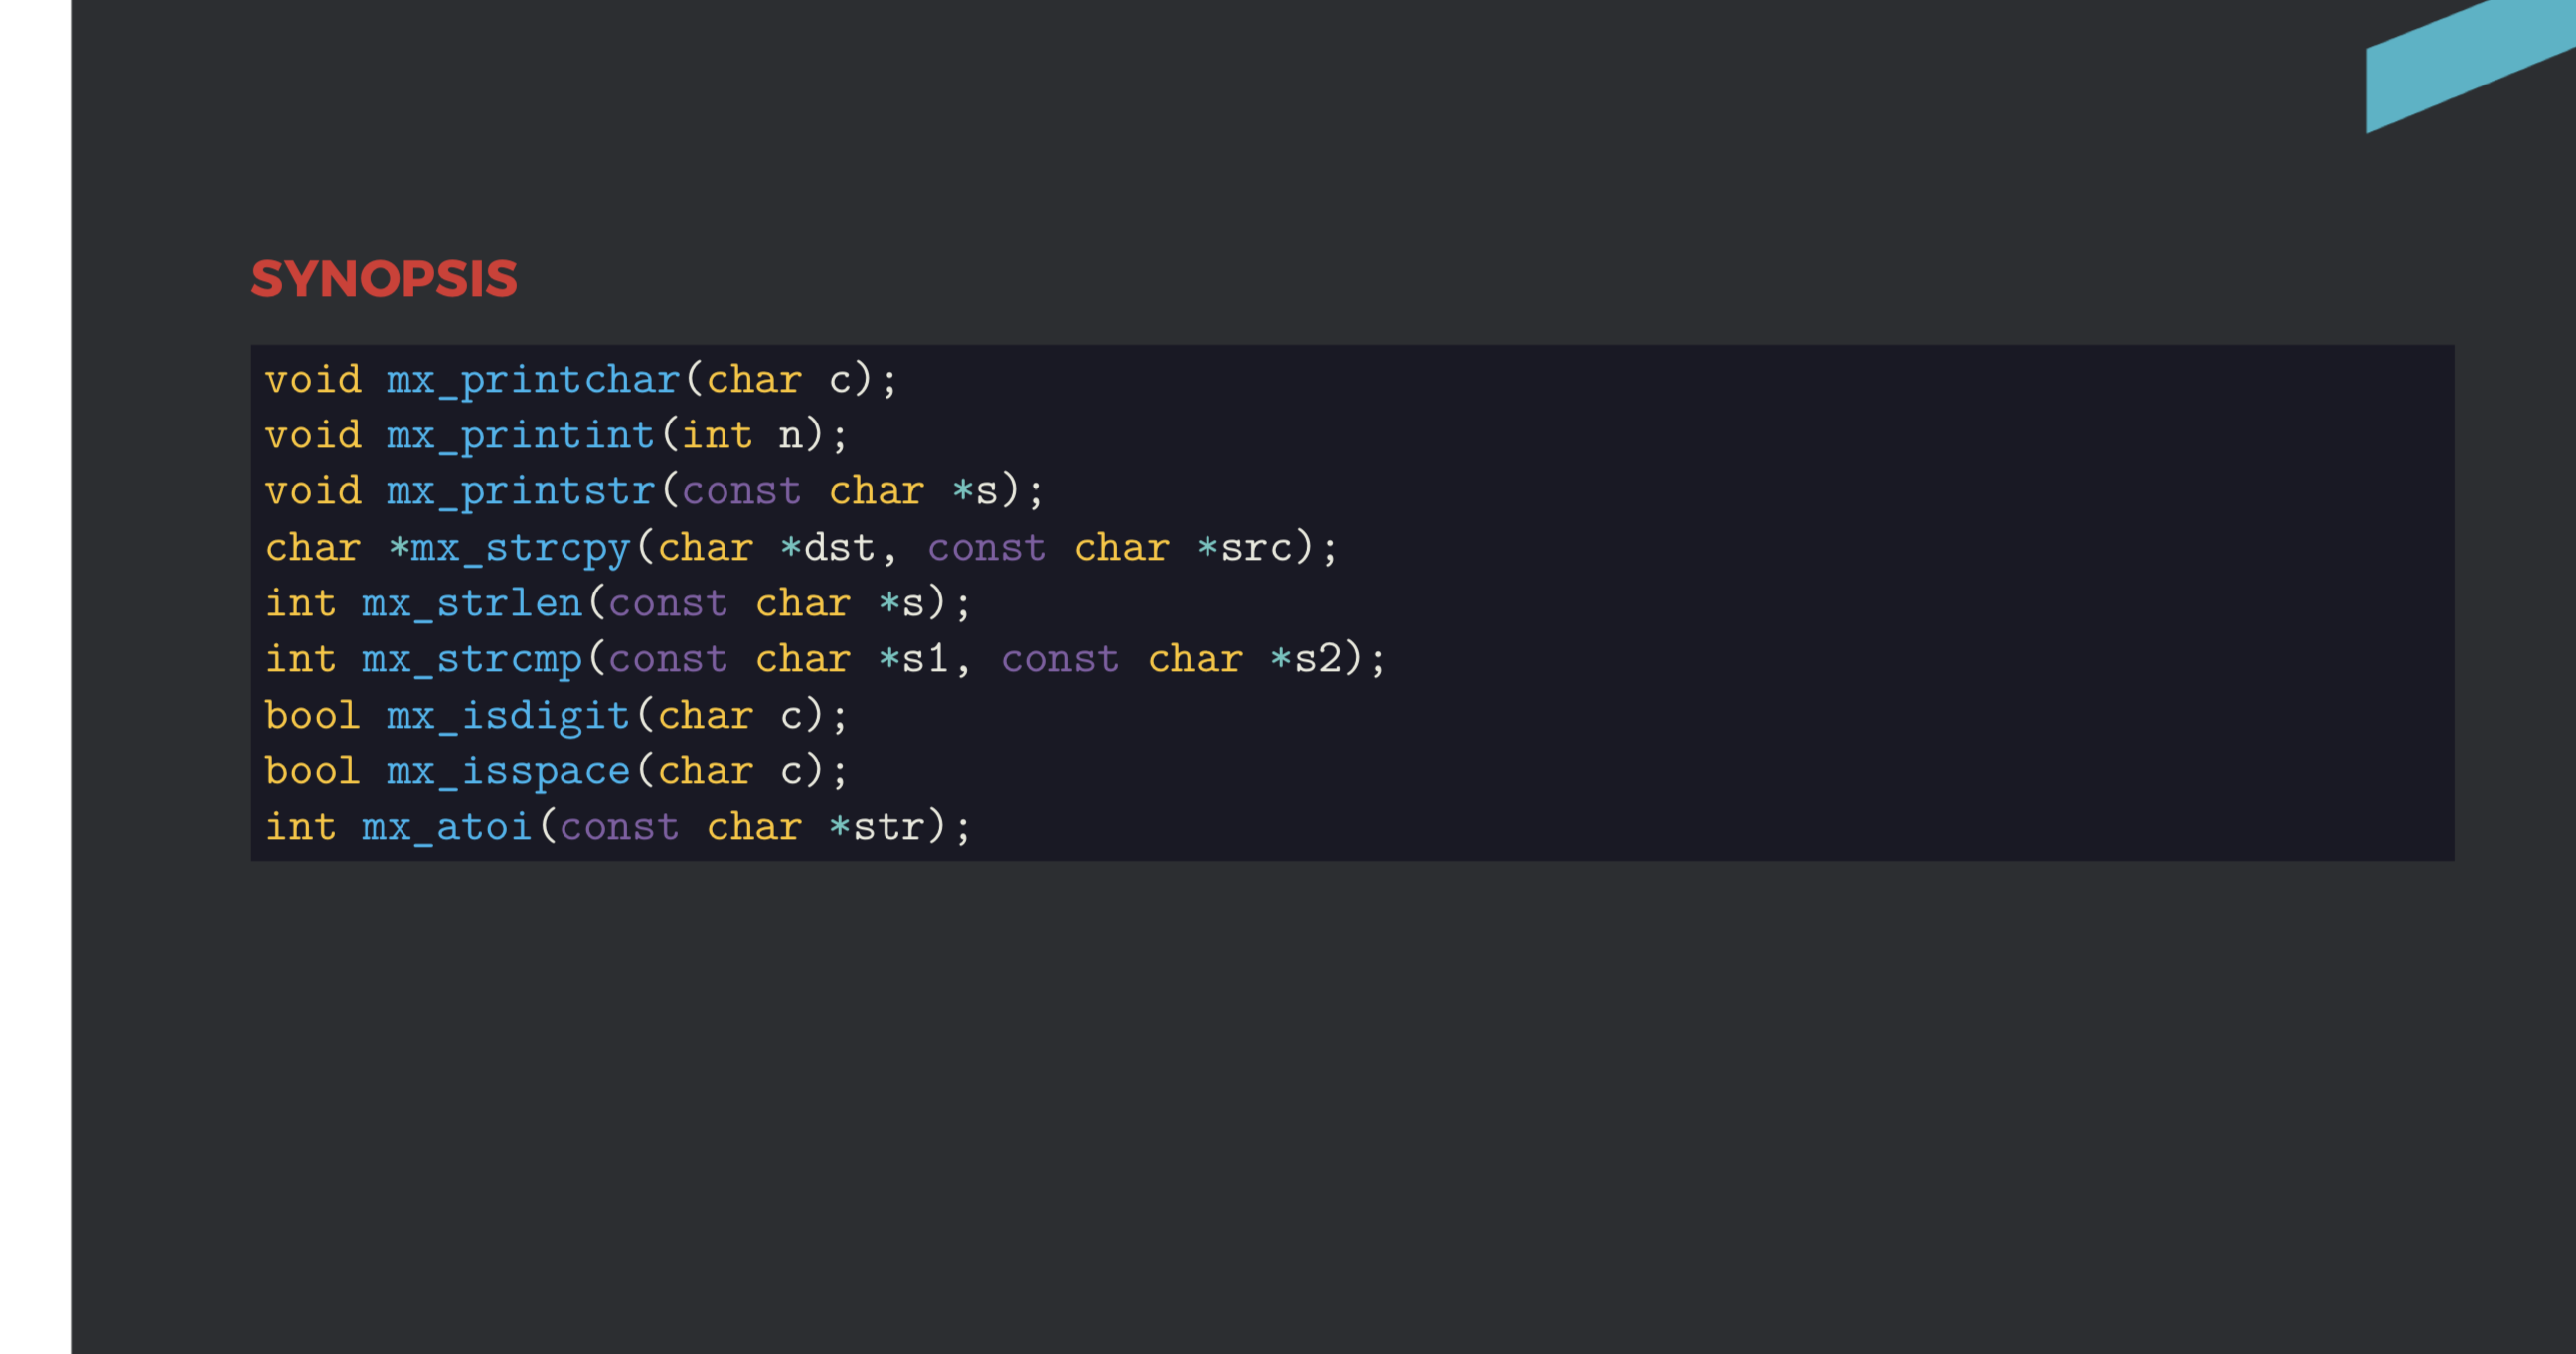 SYNOPSIS
void mx_printchar(char c);
void mx_printint(int n);
void mx_printstr(const char *s);
char *mx_strcpy(char *dst, const char *src);
int mx_strlen(const char *s);
int mx_strcmp(const char *s1, const char *s2);
bool mx_isdigit(char c);
bool mx_isspace(char c);
int mx_atoi(const char *str);